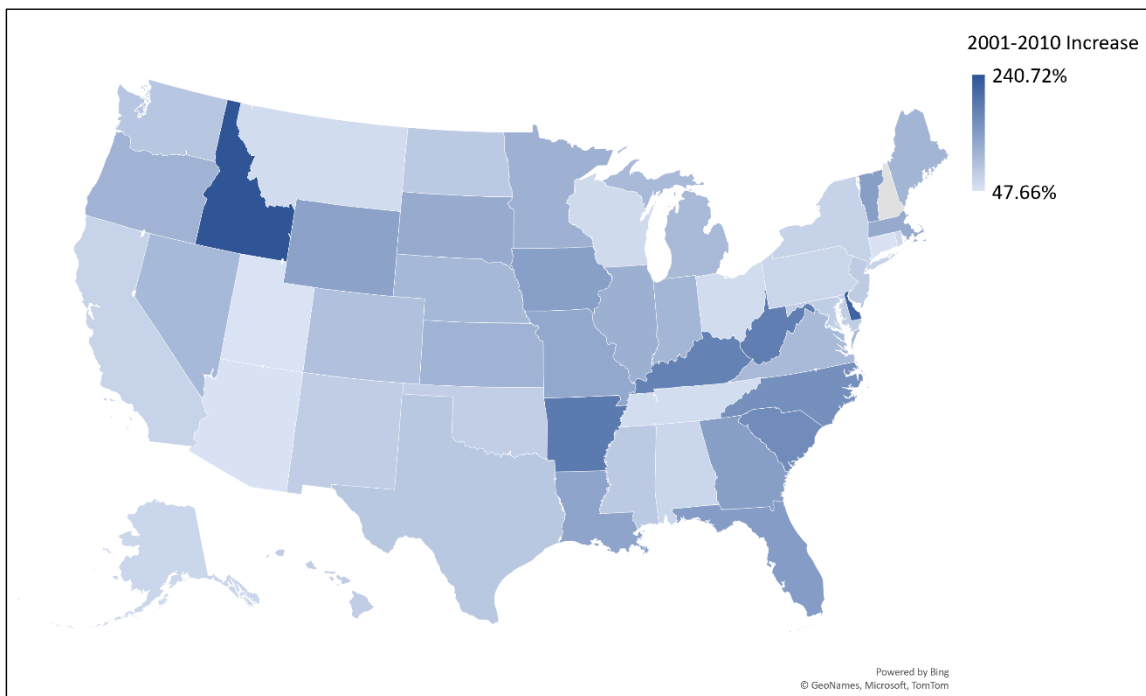 2001-2010 Increase
240.72%
47.66%
Powered by Bing
© GeoNames, Microsoft, TomTom